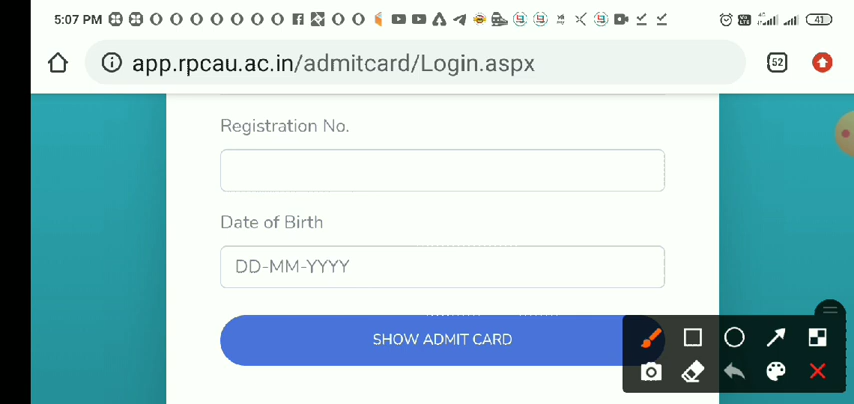 5:07 PM 41
app.rpcau.ac.in/admitcard/Login.aspx 52
Registration No.
Date of Birth
DD-MM-YYYY
SHOW ADMIT CARD